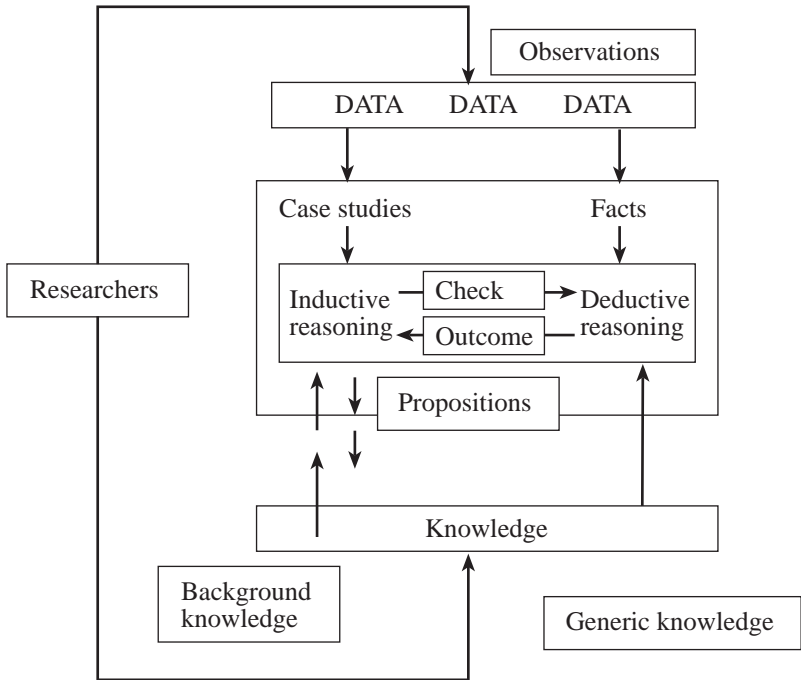 Observations
DATA DATA DATA
Case studies
Facts
Researchers
Inductive
reasoning
Check
Outcome
Deductive
reasoning
Propositions
Knowledge
Background
knowledge
Generic knowledge